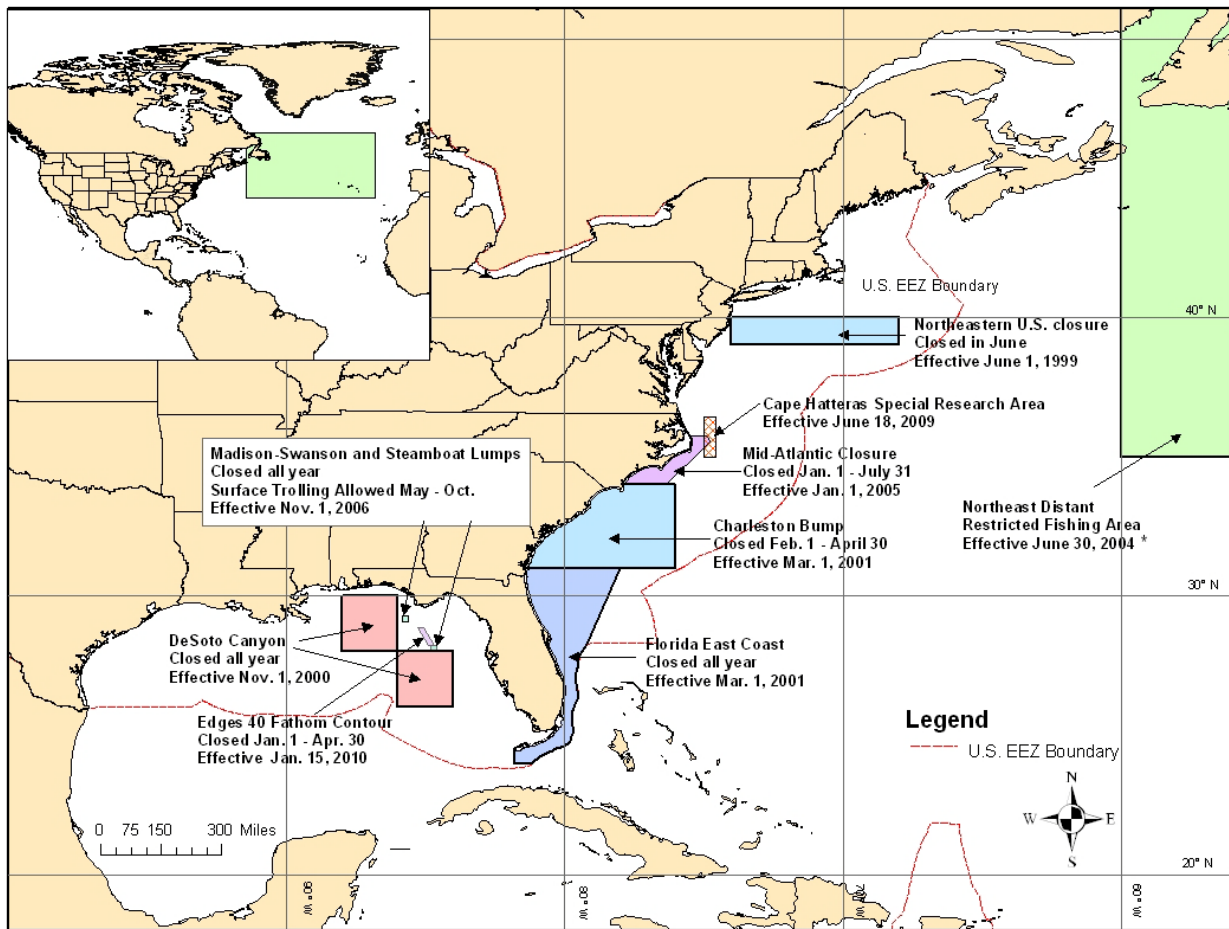 U.S. EEZ Boundary
40° N
Northeastern U.S. closure
Closed in June
Effective June 1, 1999
Cape Hatteras Special Research Area
Effective June 18, 2009
Madison-Swanson and Steamboat Lumps
Closed all year
Surface Trolling Allowed May - Oct.
Effective Nov. 1, 2006
Mid-Atlantic Closure
Closed Jan. 1 - July 31
Effective Jan. 1, 2005
Northeast Distant
Restricted Fishing Area
Effective June 30, 2004 *
Charleston Bump
Closed Feb. 1 - April 30
Effective Mar. 1, 2001
30° N
DeSoto Canyon
Closed all year
Effective Nov. 1, 2000
Florida East Coast
Closed all year
Effective Mar. 1, 2001
Edges 40 Fathom Contour
Closed Jan. 1 - Apr. 30
Effective Jan. 15, 2010
Legend
U.S. EEZ Boundary
N
W E
S
0 75 150 300 Miles
20° N
90° W
80° W
70° W
60° W